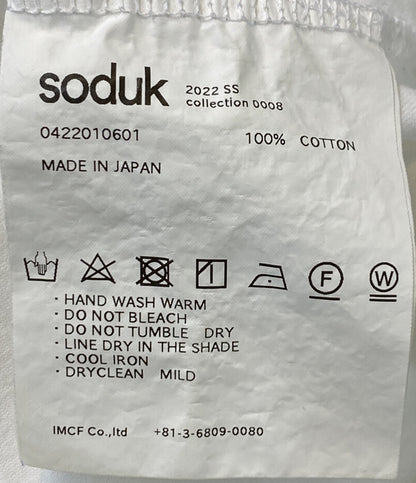 soduk 2022 SS
collection 0008
0422010601 100% COTTON
MADE IN JAPAN
F W
· HAND WASH WARM
· DO NOT BLEACH
· DO NOT TUMBLE DRY
· LINE DRY IN THE SHADE
· COOL IRON
· DRYCLEAN MILD
IMCF Co.,ltd +81-3-6809-0080